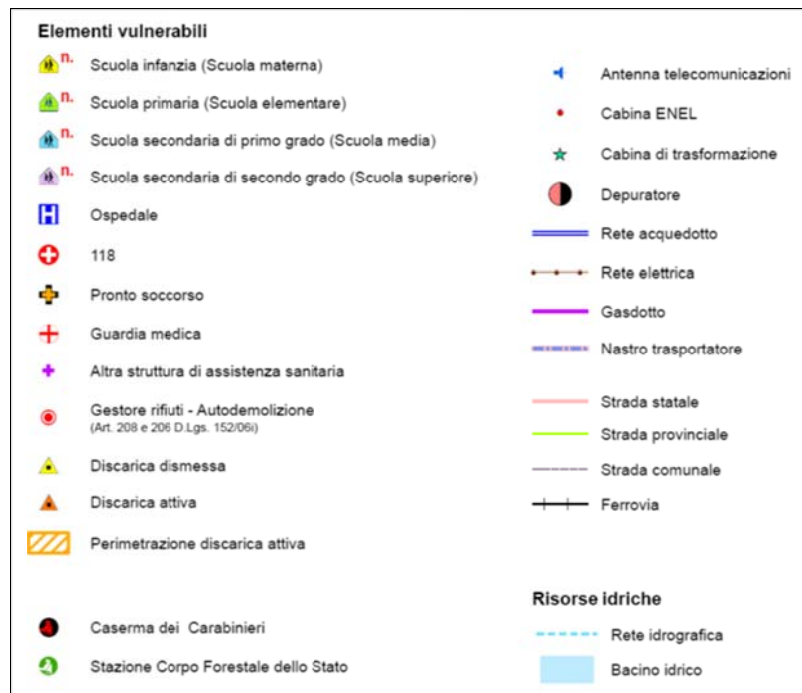 Elementi vulnerabili
n. Scuola infanzia (Scuola materna)
n. Scuola primaria (Scuola elementare)
n. Scuola secondaria di primo grado (Scuola media)
n. Scuola secondaria di secondo grado (Scuola superiore)
H Ospedale
118
Pronto soccorso
Guardia medica
Altra struttura di assistenza sanitaria
Gestore rifiuti - Autodemolizione
(Art. 208 e 206 D.Lgs. 152/06i)
Discarica dismessa
Discarica attiva
Perimetrazione discarica attiva
Caserma dei Carabinieri
Stazione Corpo Forestale dello Stato
Antenna telecomunicazioni
Cabina ENEL
Cabina di trasformazione
Depuratore
Rete acquedotto
Rete elettrica
Gasdotto
Nastro trasportatore
Strada statale
Strada provinciale
Strada comunale
Ferrovia
Risorse idriche
Rete idrografica
Bacino idrico